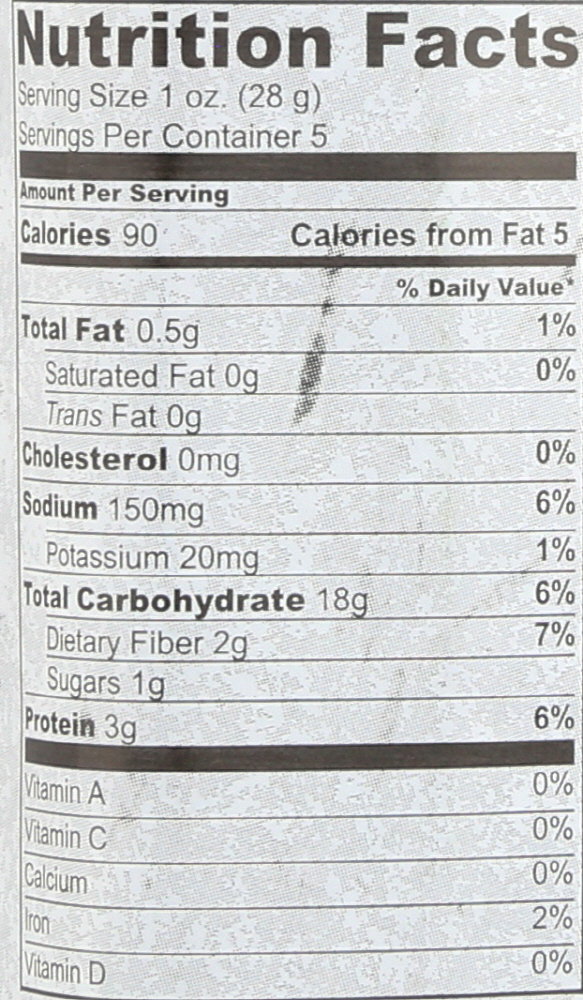 Nutrition Facts
Serving Size 1 oz. (28 g)
Servings Per Container 5
Amount Per Serving
Calories 90 Calories from Fat 5
% Daily Value*
Total Fat 0.5g 1%
Saturated Fat 0g 0%
Trans Fat 0g
Cholesterol 0mg 0%
Sodium 150mg 6%
Potassium 20mg 1%
Total Carbohydrate 18g 6%
Dietary Fiber 2g 7%
Sugars 1g
Protein 3g 6%
Vitamin A 0%
Vitamin C 0%
Calcium 0%
Iron 2%
Vitamin D 0%